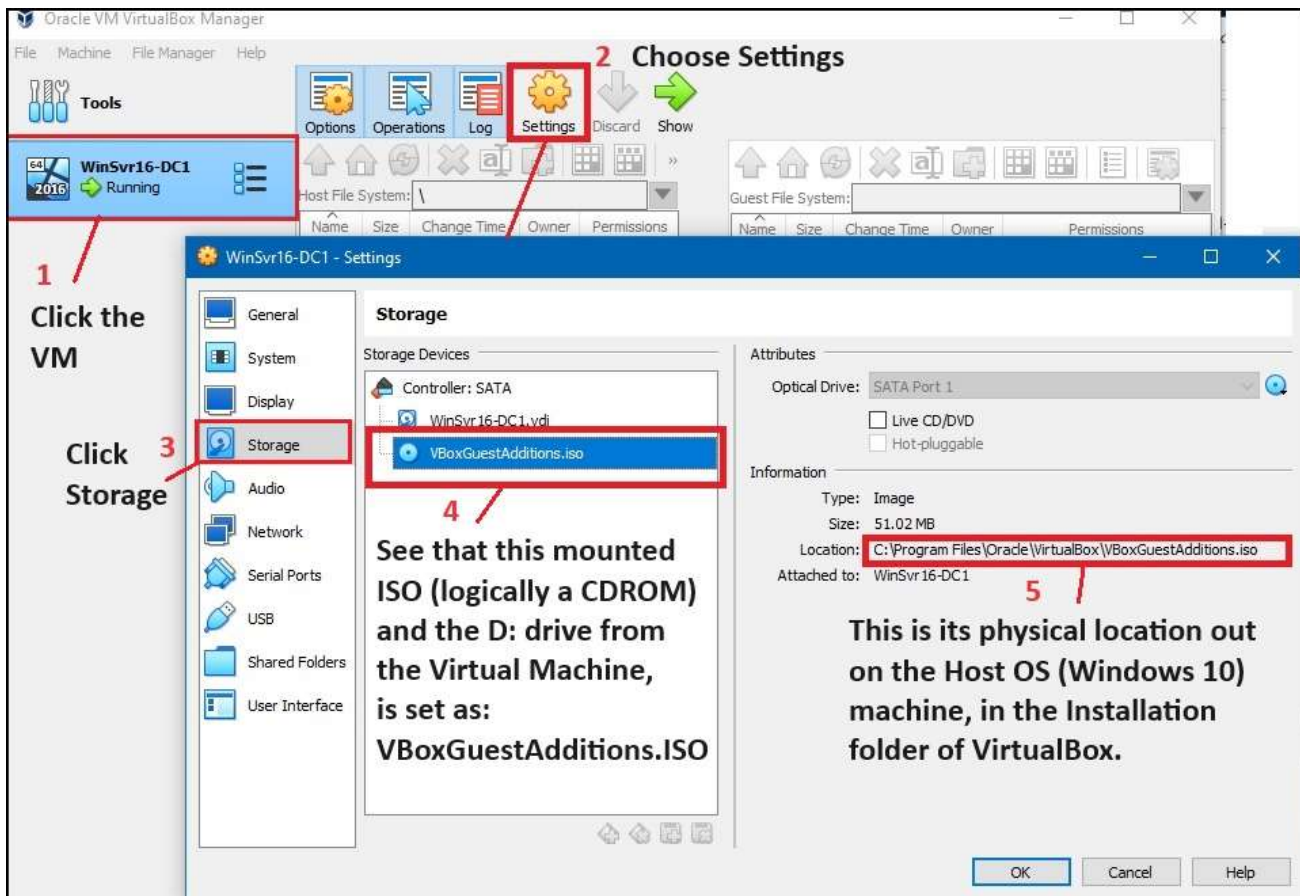 Oracle VM VirtualBox Manager
File Machine File Manager Help
2 Choose Settings
Tools
Options Operations Log Settings Discard Show
64
2016
WinSvr16-DC1
Running
Host File System: \
Guest File System:
Name Size Change Time Owner Permissions
Name Size Change Time Owner Permissions
1
Click the
VM
WinSvr16-DC1 - Settings
General
System
Display
Storage
Audio
Network
Serial Ports
USB
Shared Folders
User Interface
3
Click
Storage
Storage
Storage Devices
Controller: SATA
WinSvr16-DC1.vdi
VBoxGuestAdditions.iso
4
See that this mounted
ISO (logically a CDROM)
and the D: drive from
the Virtual Machine,
is set as:
VBoxGuestAdditions.ISO
Attributes
Optical Drive: SATA Port 1
Live CD/DVD
Hot-pluggable
Information
Type: Image
Size: 51.02 MB
Location: C:\Program Files\Oracle\VirtualBox\VBoxGuestAdditions.iso
Attached to: WinSvr16-DC1
5
This is its physical location out
on the Host OS (Windows 10)
machine, in the Installation
folder of VirtualBox.
OK Cancel Help